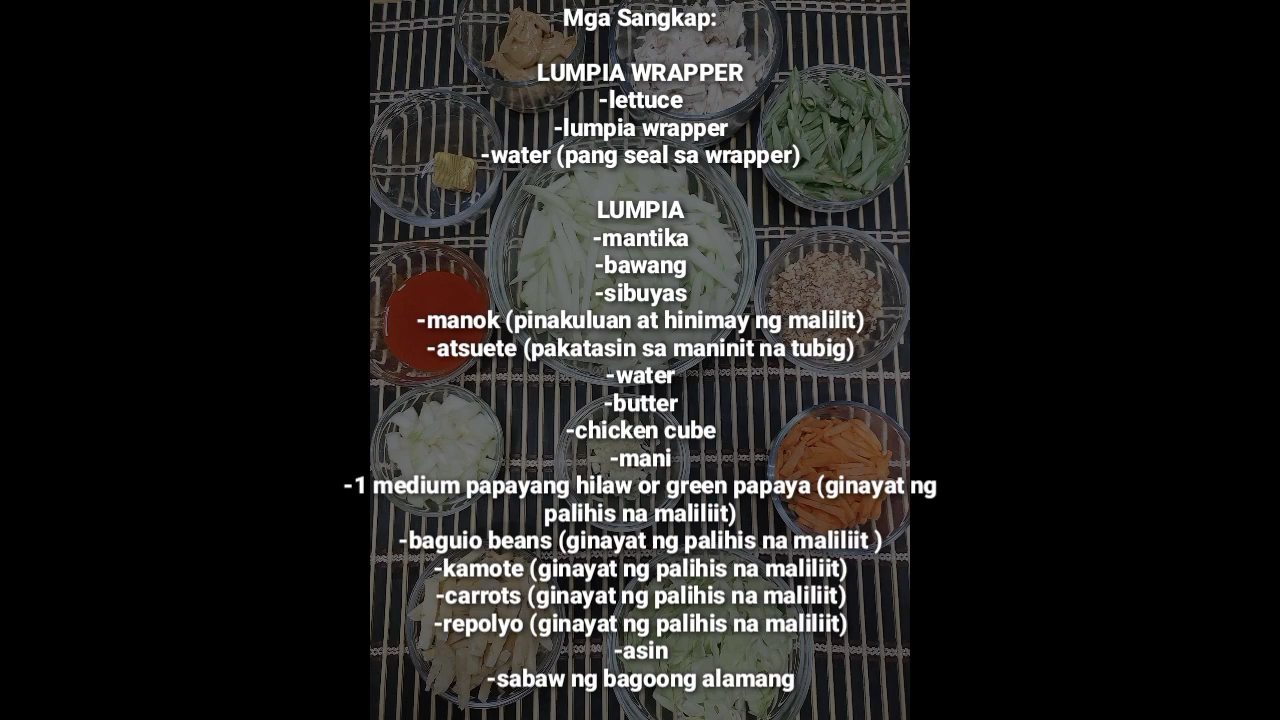 Mga Sangkap:
LUMPIA WRAPPER
-lettuce
-lumpia wrapper
-water (pang seal sa wrapper)
LUMPIA
-mantika
-bawang
-sibuyas
-manok (pinakuluan at hinimay ng malilit)
-atsuete (pakatasin sa maninit na tubig)
-water
-butter
-chicken cube
-mani
-1 medium papayang hilaw or green papaya (ginayat ng
palihis na maliliit)
-baguio beans (ginayat ng palihis na maliliit )
-kamote (ginayat ng palihis na maliliit)
-carrots (ginayat ng palihis na maliliit)
-repolyo (ginayat ng palihis na maliliit)
-asin
-sabaw ng bagoong alamang